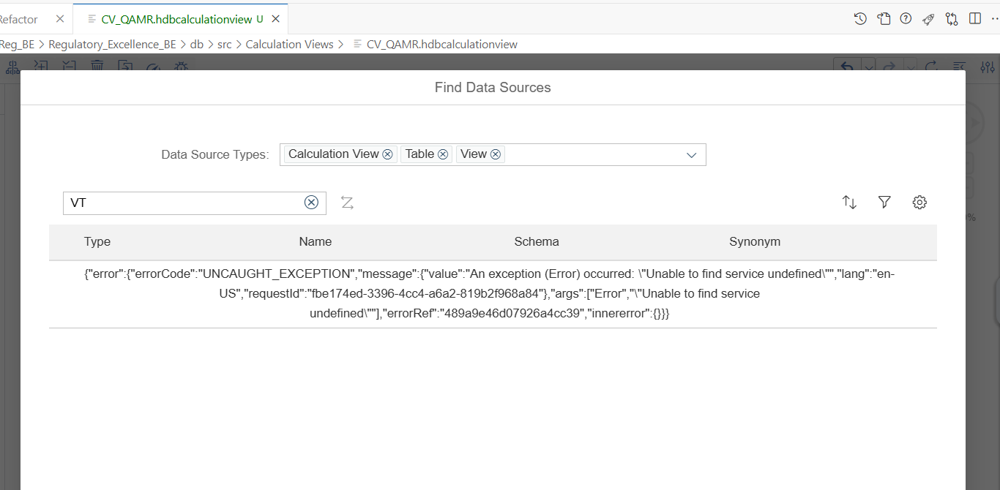 Refactor
CV_QAMR.hdbcalculationview U
Reg_BE > Regulatory_Excellence_BE > db > src > Calculation Views > CV_QAMR.hdbcalculationview
Find Data Sources
Data Source Types: Calculation View Table View
VT
%
Type Name Schema Synonym
{"error":{"errorCode":"UNCAUGHT_EXCEPTION","message":{"value":"An exception (Error) occurred: \"Unable to find service undefined\"","lang":"en-
US","requestId":"fbe174ed-3396-4cc4-a6a2-819b2f968a84"},"args":["Error","\"Unable to find service
undefined\""],"errorRef":"489a9e46d07926a4cc39","innererror":{}}}